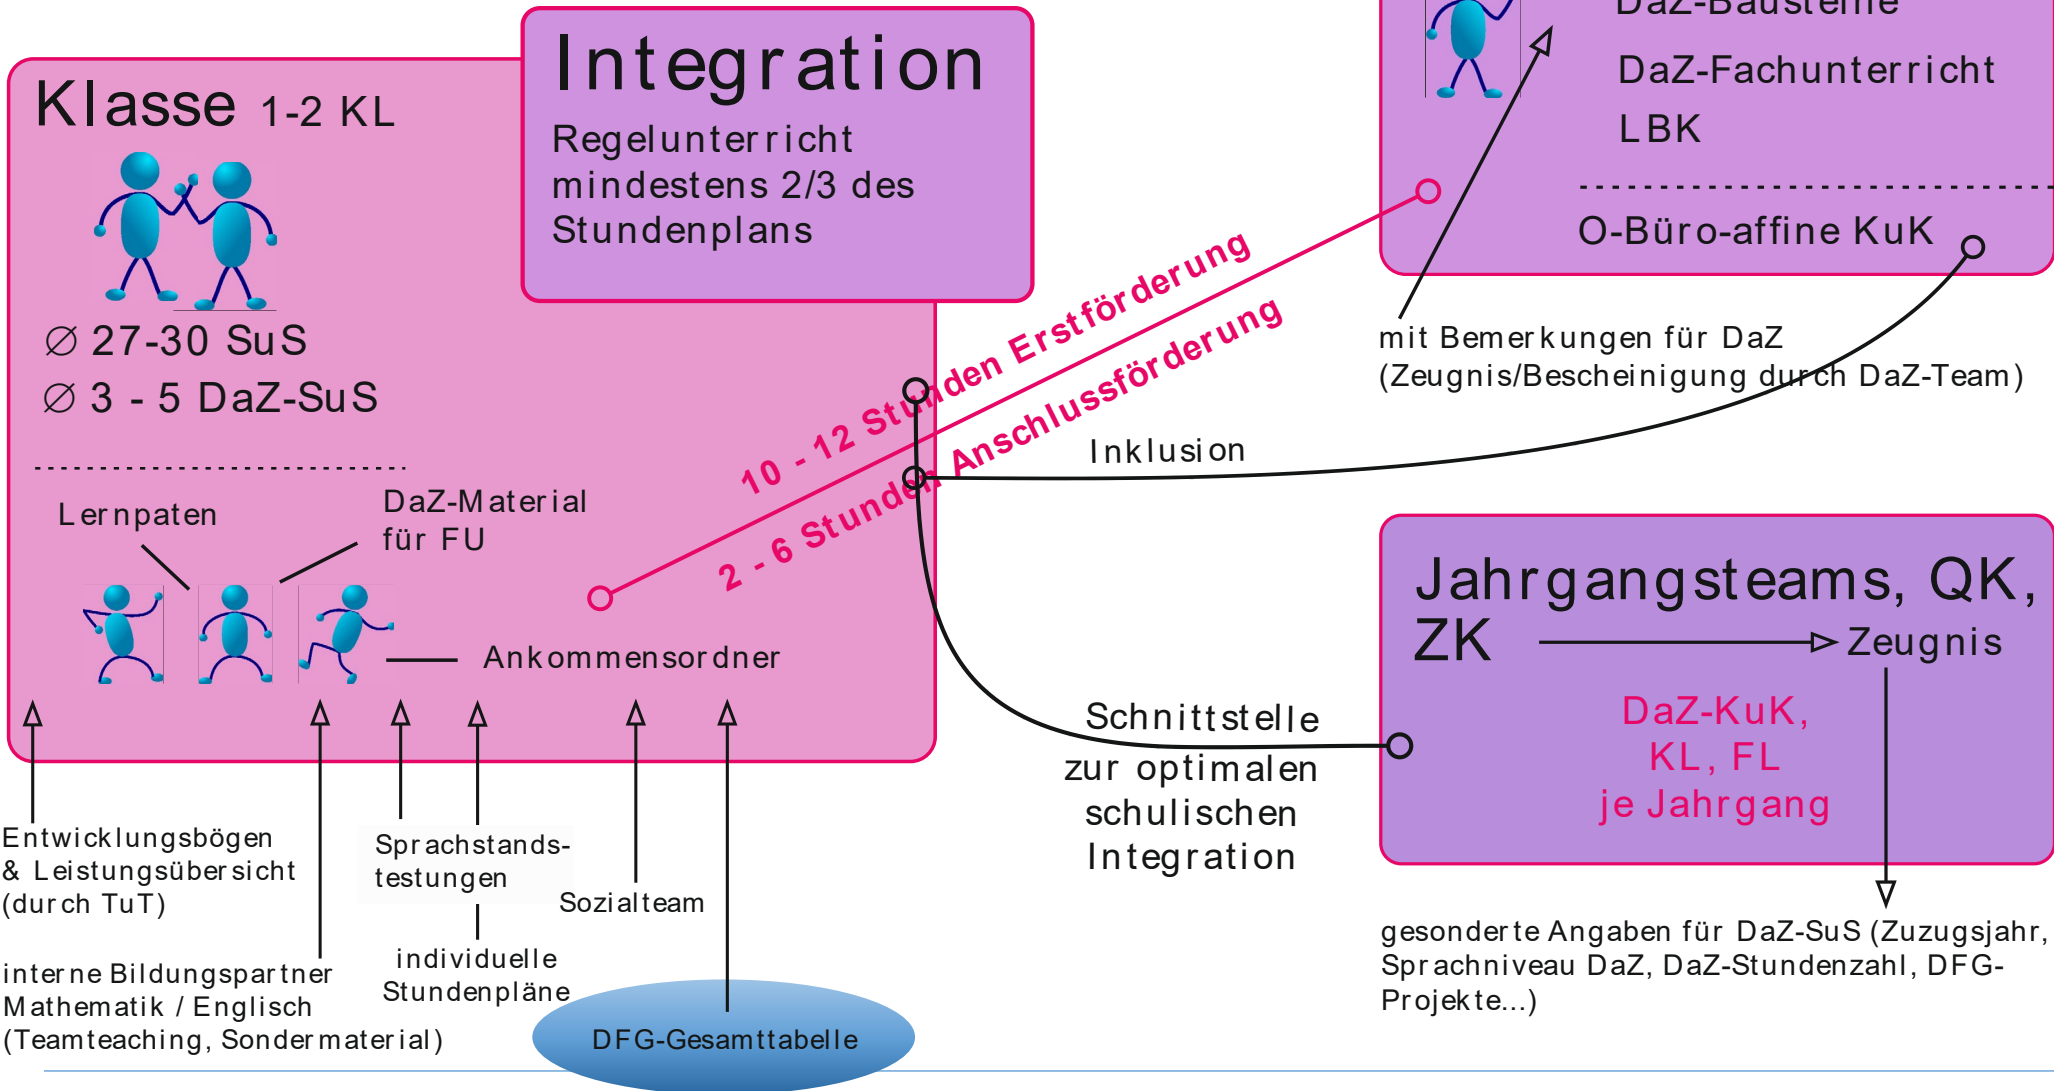 Klasse 1-2 KL
Ø 27-30 SuS
Ø 3 - 5 DaZ-SuS
Lernpaten
DaZ-Material
für FU
Ankommensordner
Integration
Regelunterricht
mindestens 2/3 des
Stundenplans
10 - 12 Stunden Erstförderung
2 - 6 Stunden Anschlussförderung
DaZ-Bausteine
DaZ-Fachunterricht
LBK
O-Büro-affine KuK
mit Bemerkungen für DaZ
(Zeugnis/Bescheinigung durch DaZ-Team)
Inklusion
Schnittstelle
zur optimalen
schulischen
Integration
Jahrgangsteams, QK,
ZK
Zeugnis
DaZ-KuK,
KL, FL
je Jahrgang
gesonderte Angaben für DaZ-SuS (Zuzugsjahr,
Sprachniveau DaZ, DaZ-Stundenzahl, DFG-
Projekte...)
Entwicklungsbögen
& Leistungsübersicht
(durch TuT)
interne Bildungspartner
Mathematik / Englisch
(Teamteaching, Sondermaterial)
Sprachstands-
testungen
individuelle
Stundenpläne
Sozialteam
DFG-Gesamttabelle